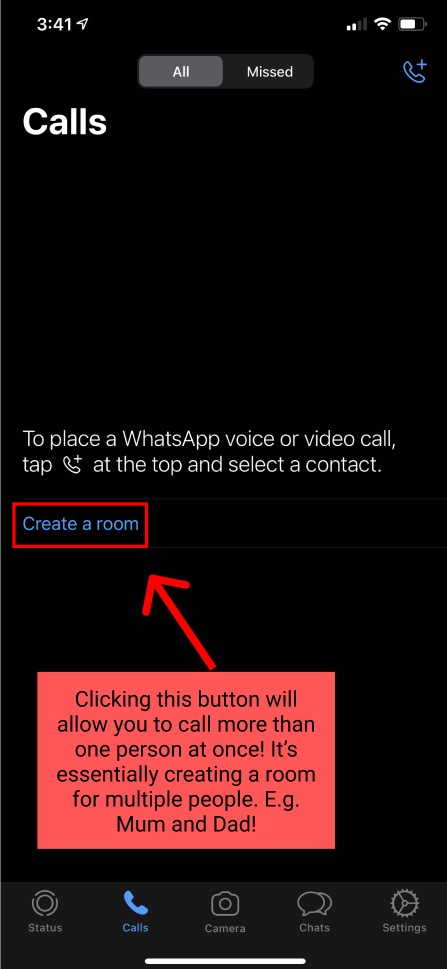 3:41
All Missed
Calls
To place a WhatsApp voice or video call,
tap at the top and select a contact.
Create a room
Clicking this button will
allow you to call more than
one person at once! It's
essentially creating a room
for multiple people. E.g.
Mum and Dad!
Status Calls Camera Chats Settings